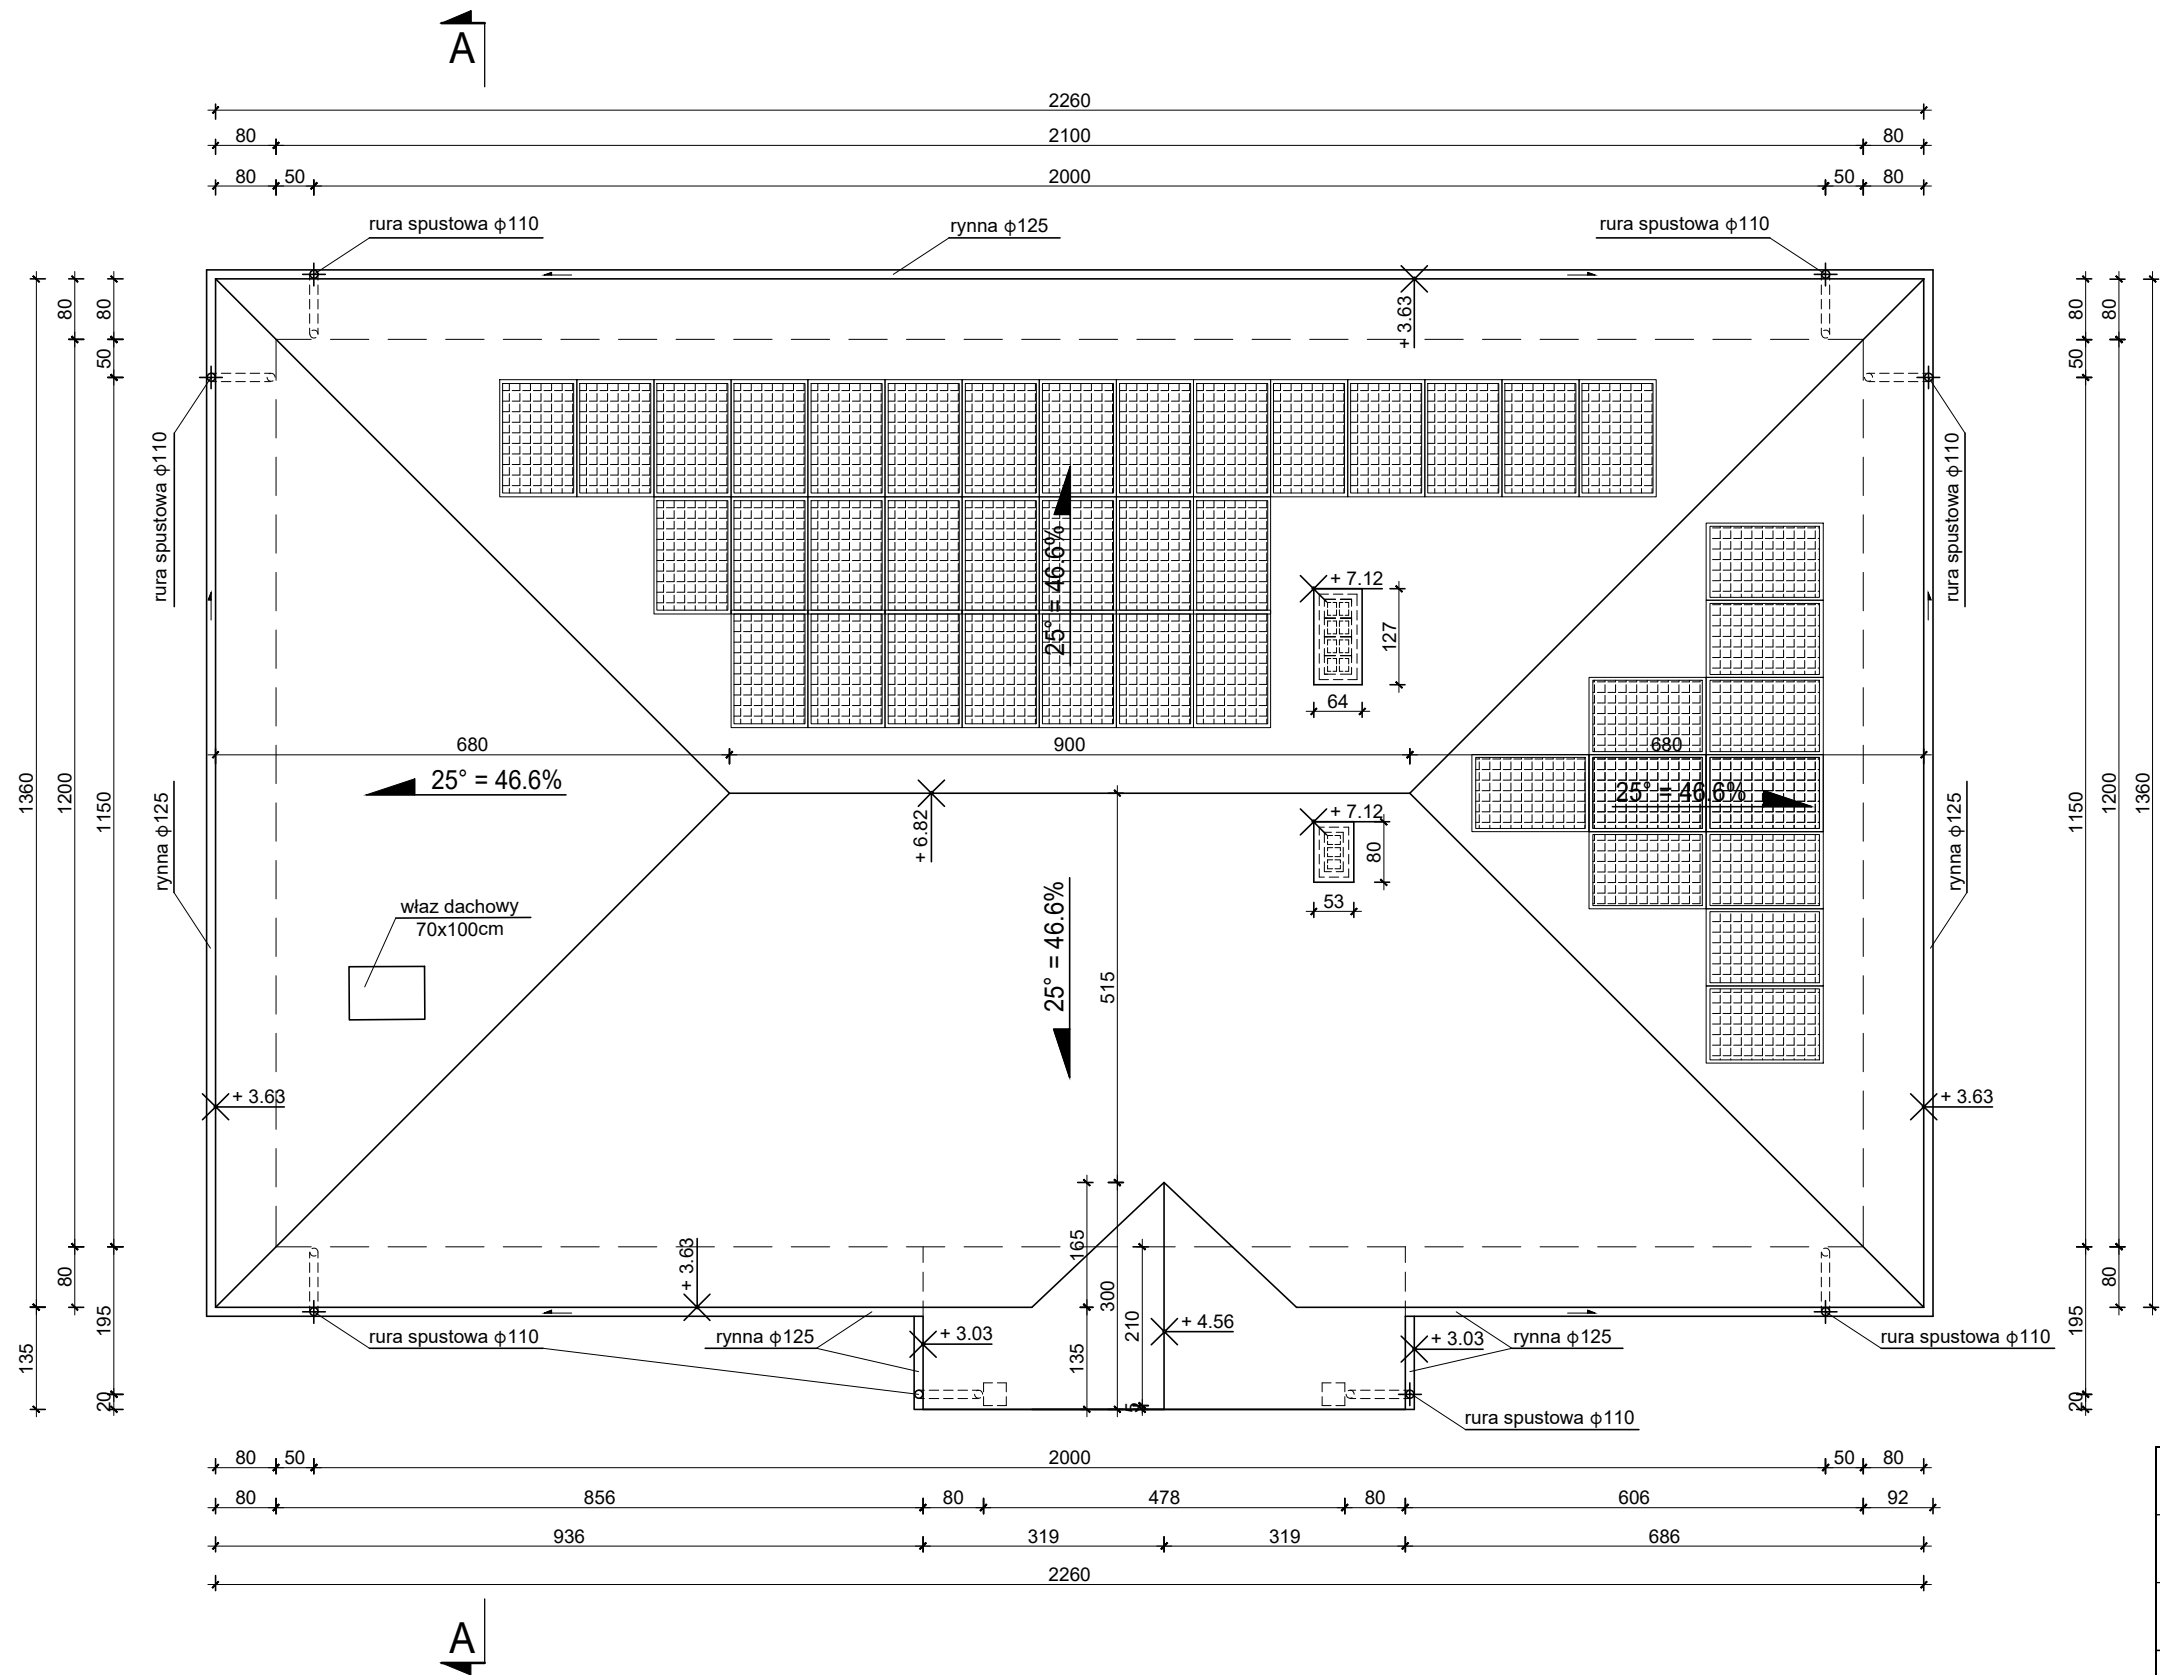 A
2260
80 2100 80
80 50 2000 50 80
rura spustowa ϕ110
rynna ϕ125
rura spustowa ϕ110
80
80
50
+ 3.63
80
80
50
rura spustowa ϕ110
rura spustowa ϕ110
25° = 46.6%
+ 7.12
127
64
680 900 680
25° = 46.6%
25° = 46.6%
1360
1200
1150
rynna ϕ125
+ 6.82
+ 7.12
80
53
rynna ϕ125
1150
1200
1360
właz dachowy
70x100cm
25° = 46.6%
515
+ 3.63
+ 3.63
+ 3.63
165
300
210
135
5
80
195
135
20
80
195
20
+ 4.56
+ 3.03
+ 3.03
rura spustowa ϕ110
rynna ϕ125
rynna ϕ125
rura spustowa ϕ110
rura spustowa ϕ110
80 50 2000 50 80
80 856 80 478 80 606 92
936 319 319 686
2260
A